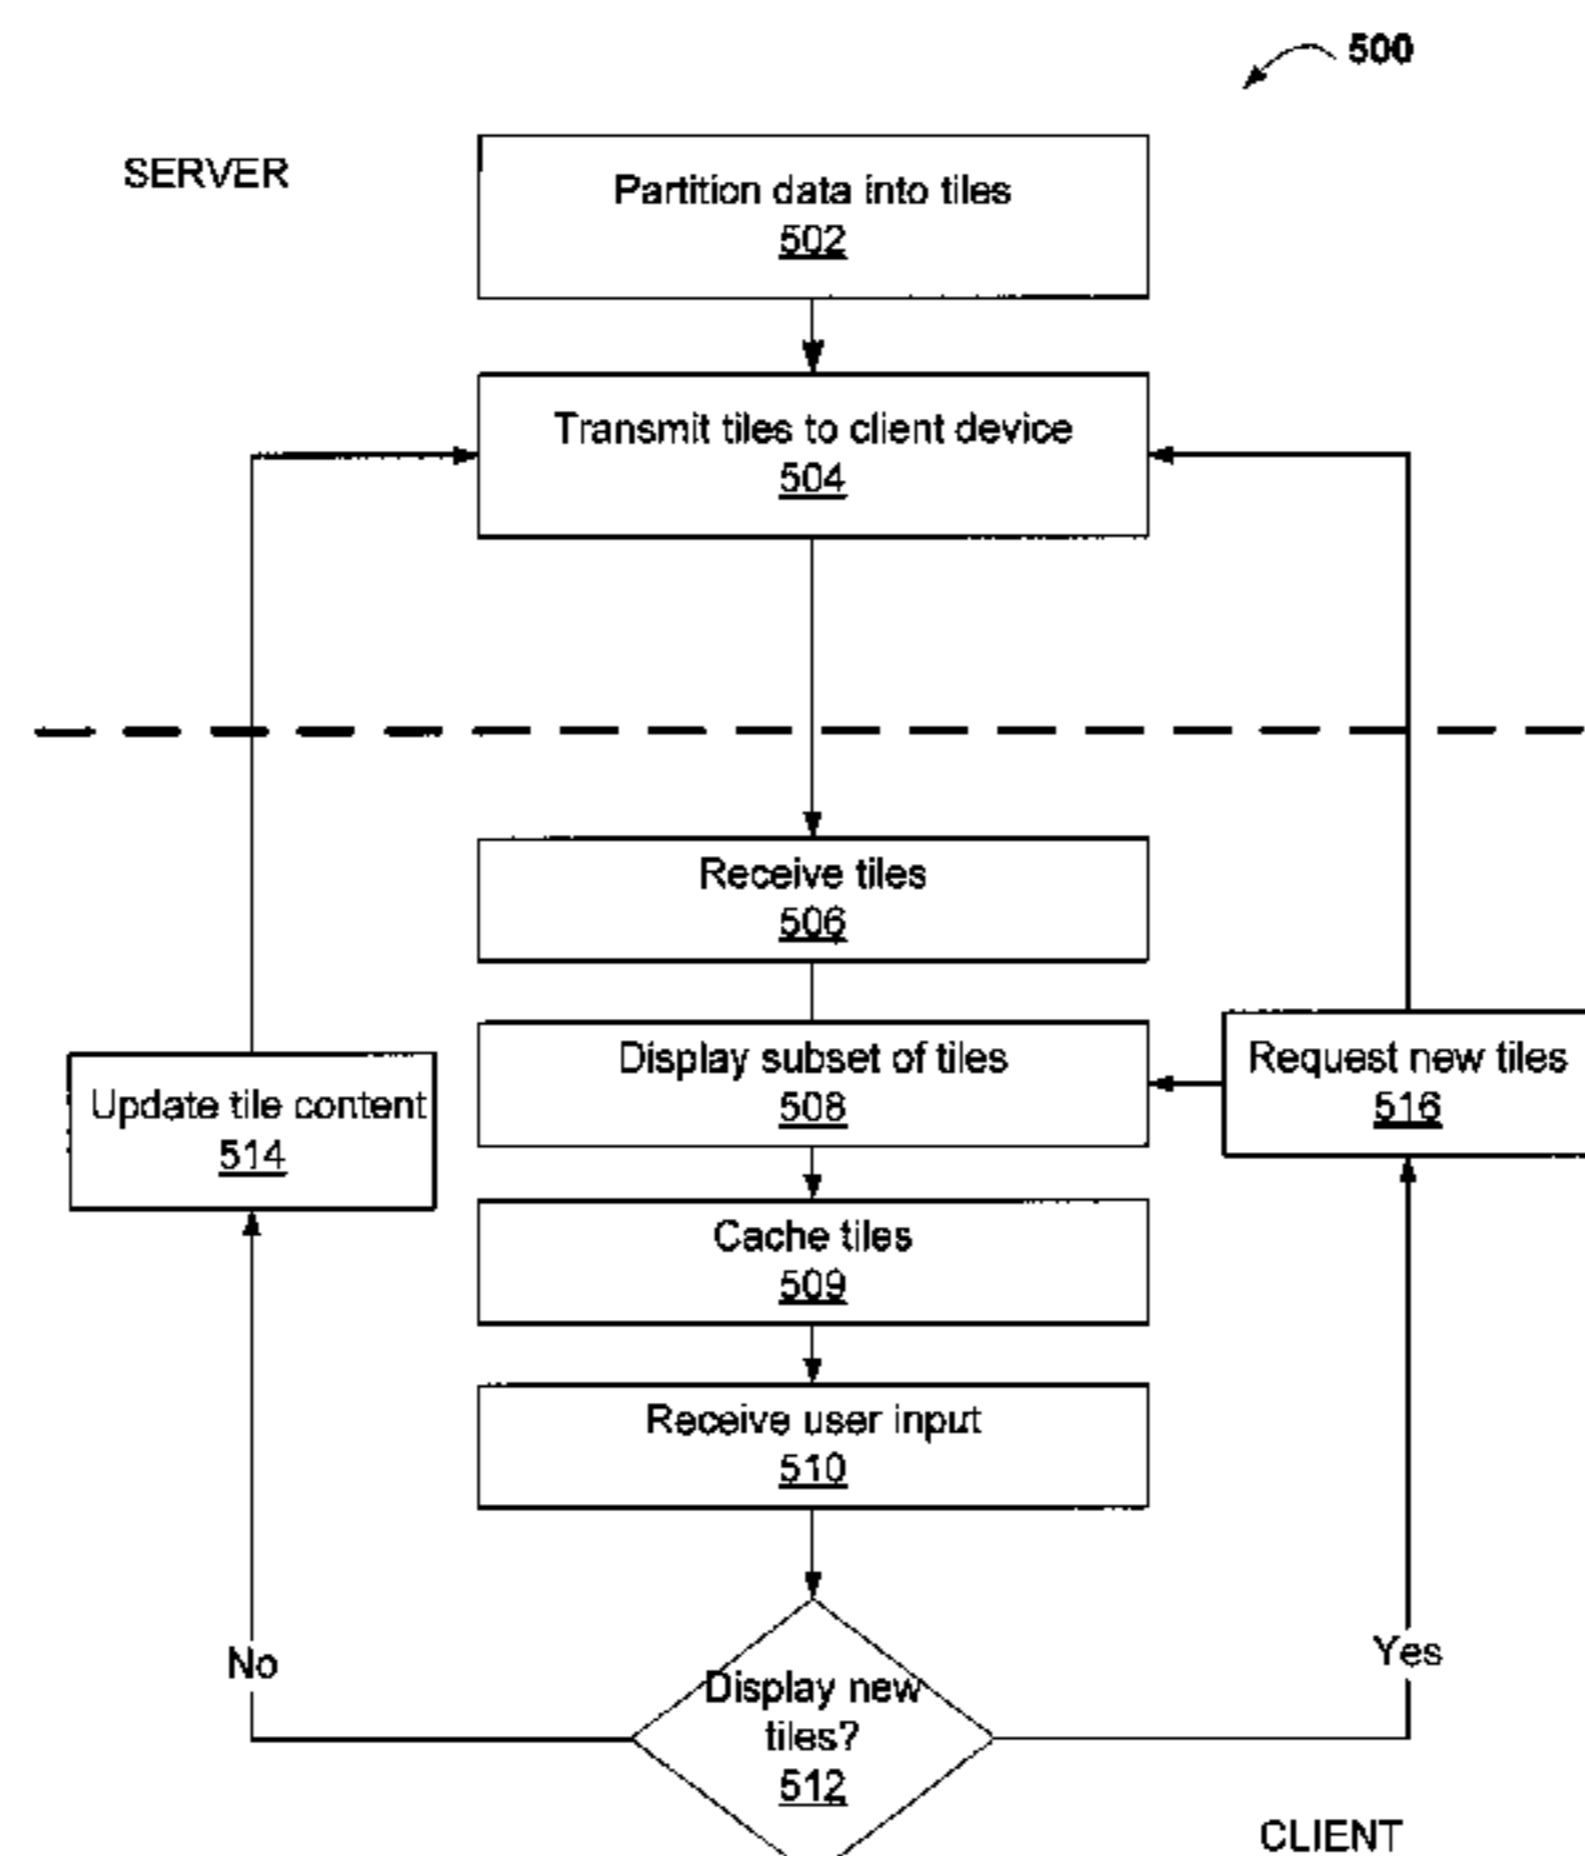 500
SERVER
Partition data into tiles
502
Transmit tiles to client device
504
Receive tiles
506
Display subset of tiles
508
Request new tiles
516
Update tile content
514
Cache tiles
509
Receive user input
510
No
Yes
Display new
tiles?
512
CLIENT